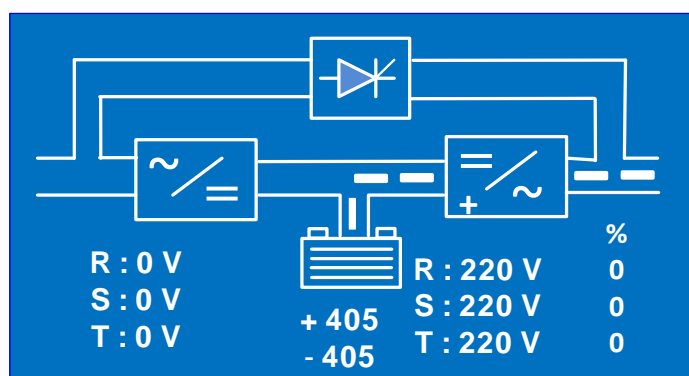 R : 0 V
S : 0 V
T : 0 V
+ 405
- 405
%
R : 220 V 0
S : 220 V 0
T : 220 V 0